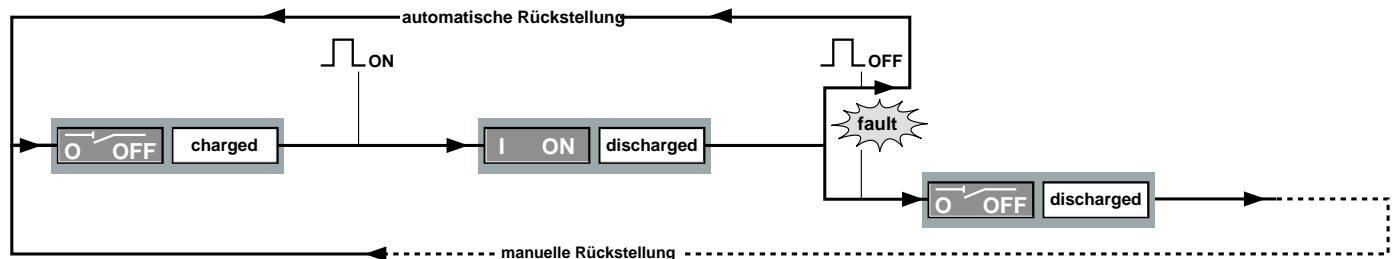 automatische Rückstellung
ON
OFF
O OFF
charged
I ON
discharged
fault
O OFF
discharged
manuelle Rückstellung